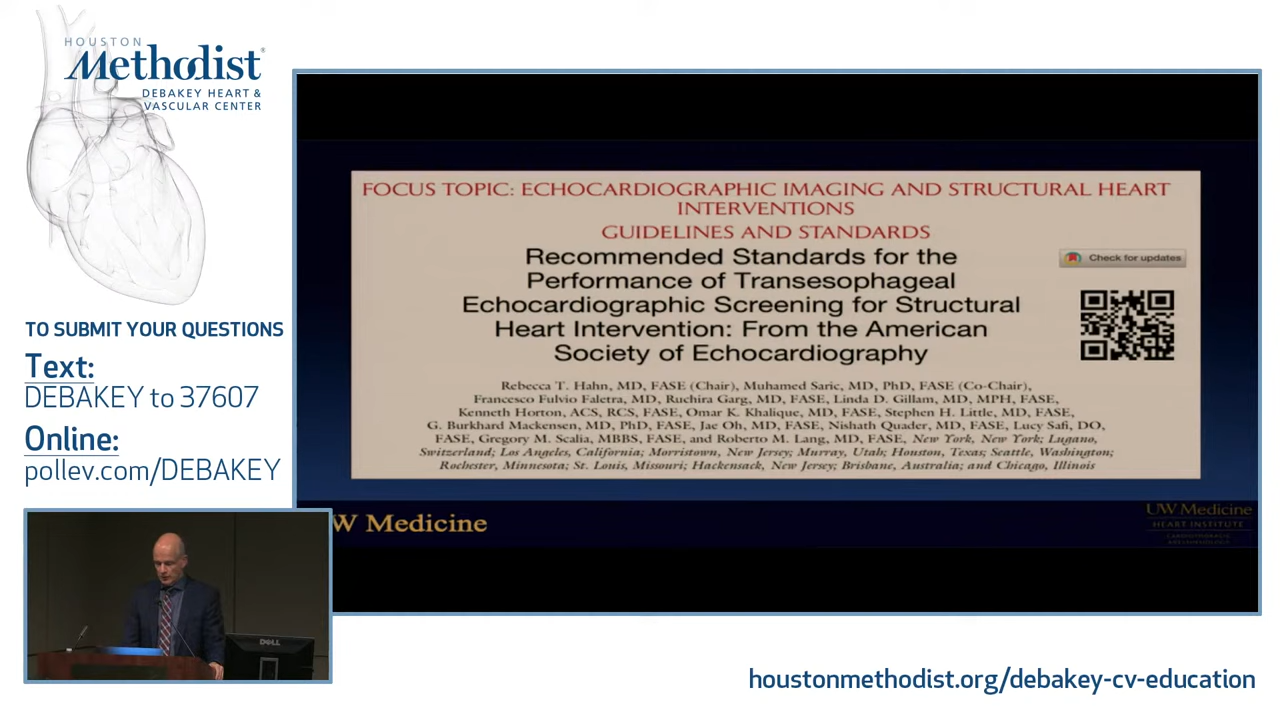 HOUSTON
Methodist®
DEBAKEY HEART &
VASCULAR CENTER
TO SUBMIT YOUR QUESTIONS
Text:
DEBAKEY to 37607
Online:
pollev.com/DEBAKEY
FOCUS TOPIC: ECHOCARDIOGRAPHIC IMAGING AND STRUCTURAL HEART
INTERVENTIONS
GUIDELINES AND STANDARDS
Recommended Standards for the
Performance of Transesophageal
Echocardiographic Screening for Structural
Heart Intervention: From the American
Society of Echocardiography
Check for updates
Rebecca T. Hahn, MD, FASE (Chair), Muhamed Saric, MD, PhD, FASE (Co-Chair),
Francesco Fulvio Faletra, MD, Ruchira Garg, MD, FASE, Linda D. Gillam, MD, MPH, FASE,
Kenneth Horton, ACS, RCS, FASE, Omar K. Khalique, MD, FASE, Stephen H. Little, MD, FASE,
G. Burkhard Mackensen, MD, PhD, FASE, Jae Oh, MD, FASE, Nishath Quader, MD, FASE, Lucy Safi, DO,
FASE, Gregory M. Scalia, MBBS, FASE, and Roberto M. Lang, MD, FASE, New York, New York; Lugano,
Switzerland; Los Angeles, California; Morristown, New Jersey; Murray, Utah; Houston, Texas; Seattle, Washington;
Rochester, Minnesota; St. Louis, Missouri; Hackensack, New Jersey; Brisbane, Australia; and Chicago, Illinois
W Medicine
UW Medicine
HEART INSTITUTE
DELL
houstonmethodist.org/debakey-cv-education